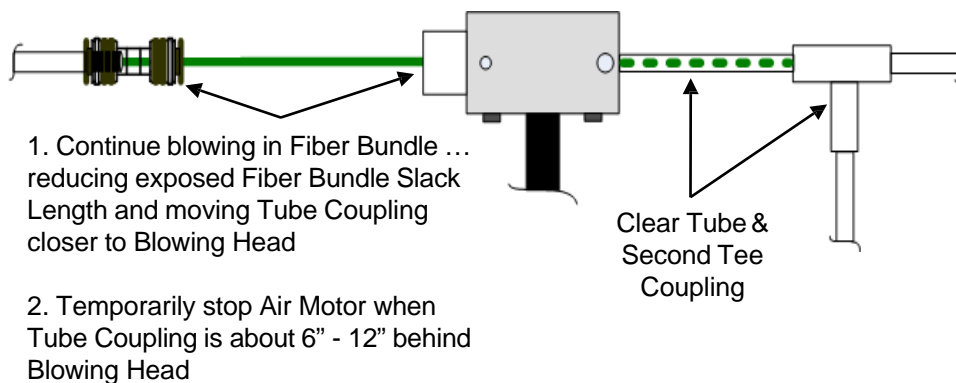 1. Continue blowing in Fiber Bundle …
reducing exposed Fiber Bundle Slack
Length and moving Tube Coupling
closer to Blowing Head
2. Temporarily stop Air Motor when
Tube Coupling is about 6” - 12” behind
Blowing Head
Clear Tube &
Second Tee
Coupling